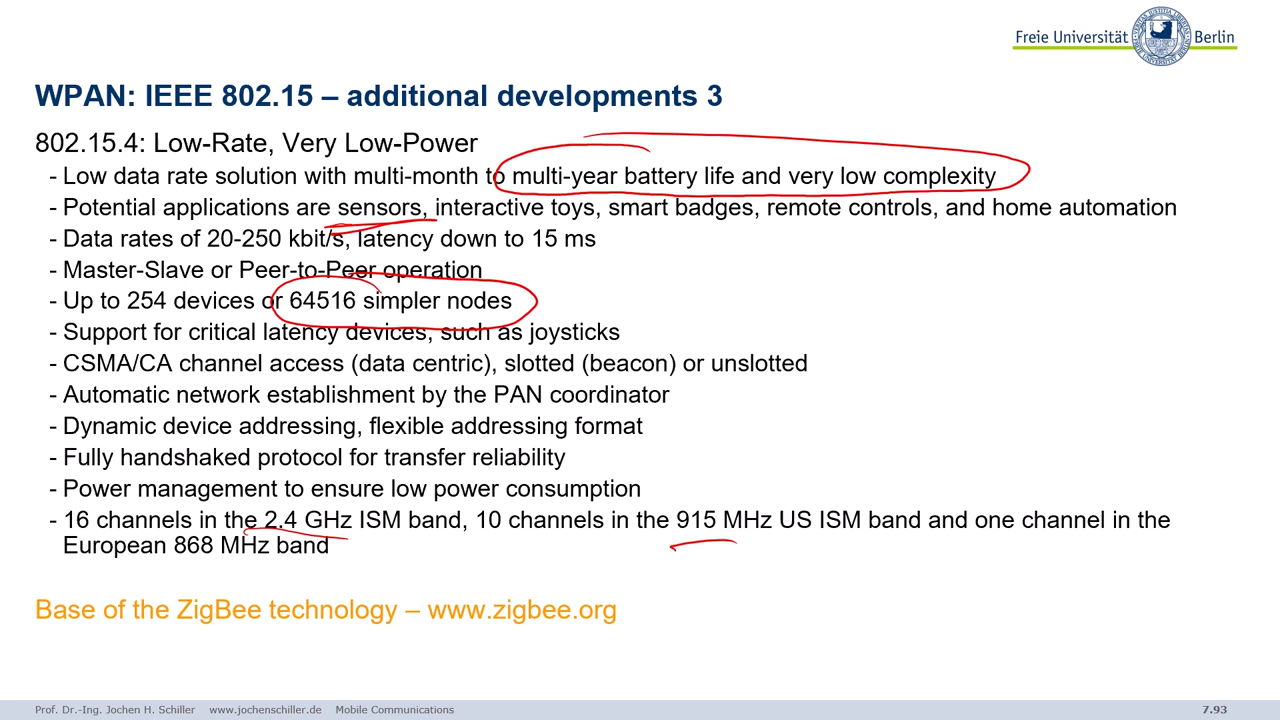 Freie Universität Berlin
WPAN: IEEE 802.15 – additional developments 3
802.15.4: Low-Rate, Very Low-Power
- Low data rate solution with multi-month to multi-year battery life and very low complexity
- Potential applications are sensors, interactive toys, smart badges, remote controls, and home automation
- Data rates of 20-250 kbit/s, latency down to 15 ms
- Master-Slave or Peer-to-Peer operation
- Up to 254 devices or 64516 simpler nodes
- Support for critical latency devices, such as joysticks
- CSMA/CA channel access (data centric), slotted (beacon) or unslotted
- Automatic network establishment by the PAN coordinator
- Dynamic device addressing, flexible addressing format
- Fully handshaked protocol for transfer reliability
- Power management to ensure low power consumption
- 16 channels in the 2.4 GHz ISM band, 10 channels in the 915 MHz US ISM band and one channel in the
European 868 MHz band
Base of the ZigBee technology – www.zigbee.org
Prof. Dr.-Ing. Jochen H. Schiller www.jochenschiller.de Mobile Communications 7.93